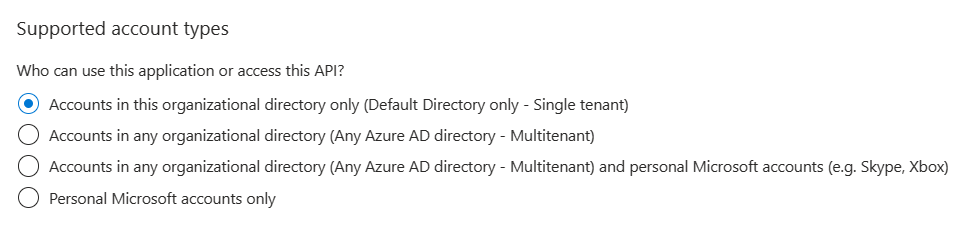 Supported account types
Who can use this application or access this API?
Accounts in this organizational directory only (Default Directory only - Single tenant)
Accounts in any organizational directory (Any Azure AD directory - Multitenant)
Accounts in any organizational directory (Any Azure AD directory - Multitenant) and personal Microsoft accounts (e.g. Skype, Xbox)
Personal Microsoft accounts only